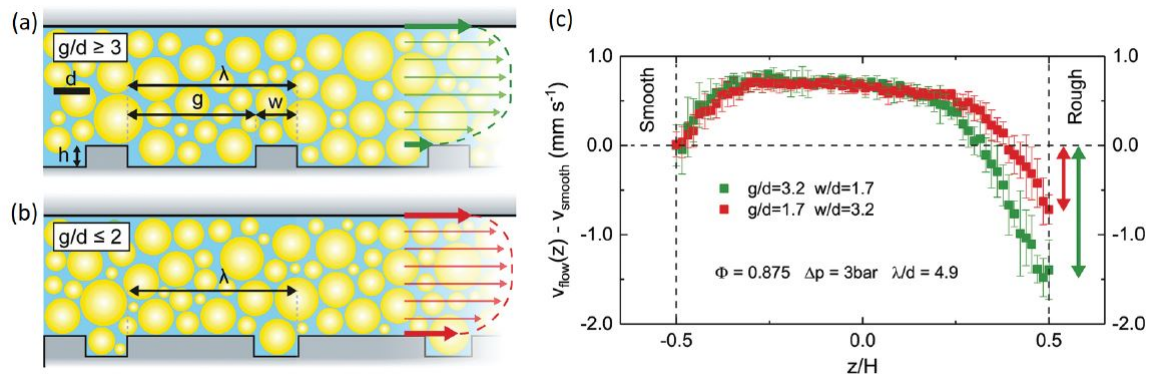 (a)
g/d ≥ 3
d
λ
g
w
h
(b)
g/d ≤ 2
λ
(c)
v_flow(z) - v_smooth (mm s⁻¹)
1.0
0.0
-1.0
-2.0
Smooth
Rough
1.0
0.0
-1.0
-2.0
g/d=3.2 w/d=1.7
g/d=1.7 w/d=3.2
Φ = 0.875 Δp = 3bar λ/d = 4.9
-0.5
0.0
0.5
z/H